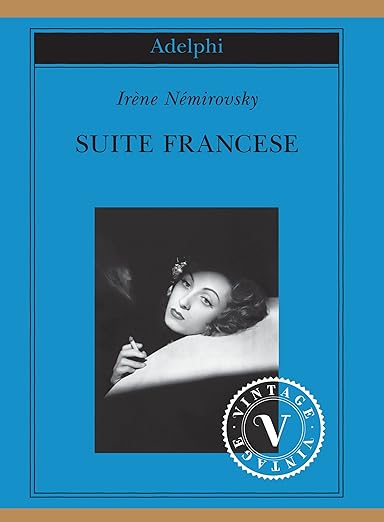 Adelphi
Irène Némirovsky
SUITE FRANCESE
VINTAGE · VINTAGE ·
V